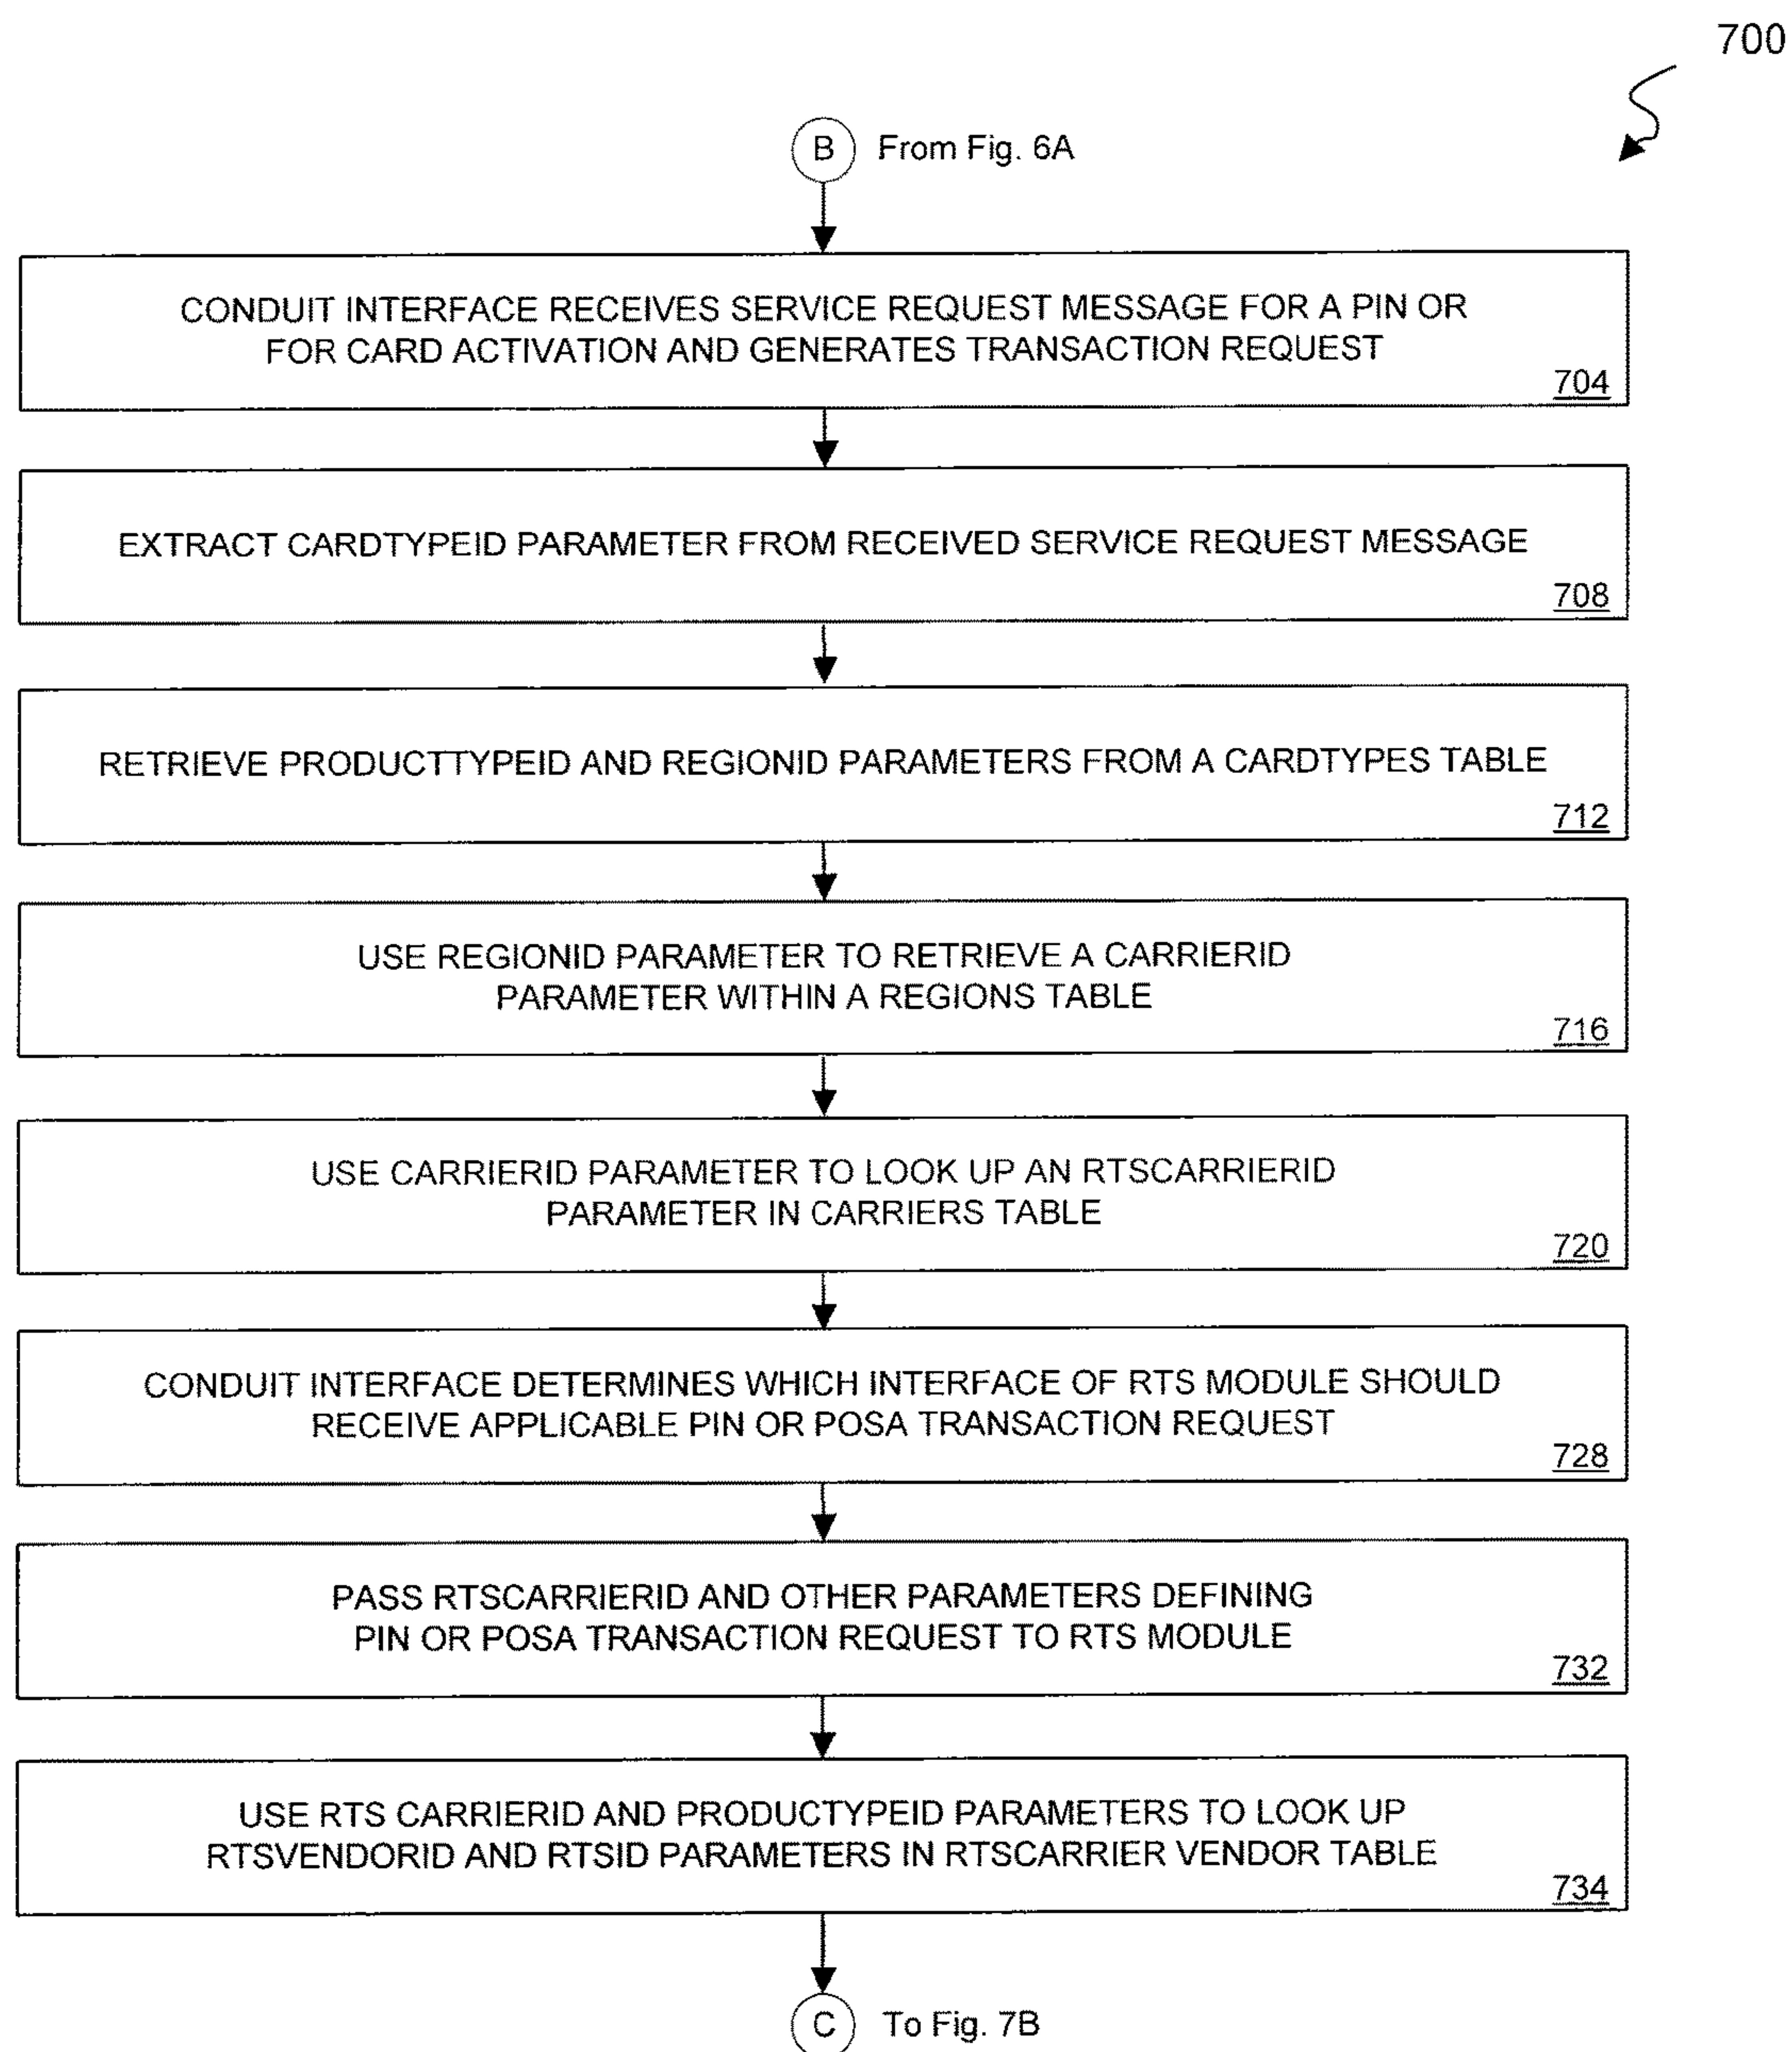 700
B From Fig. 6A
CONDUIT INTERFACE RECEIVES SERVICE REQUEST MESSAGE FOR A PIN OR
FOR CARD ACTIVATION AND GENERATES TRANSACTION REQUEST
704
EXTRACT CARDTYPEID PARAMETER FROM RECEIVED SERVICE REQUEST MESSAGE
708
RETRIEVE PRODUCTTYPEID AND REGIONID PARAMETERS FROM A CARDTYPES TABLE
712
USE REGIONID PARAMETER TO RETRIEVE A CARRIERID
PARAMETER WITHIN A REGIONS TABLE
716
USE CARRIERID PARAMETER TO LOOK UP AN RTSCARRIERID
PARAMETER IN CARRIERS TABLE
720
CONDUIT INTERFACE DETERMINES WHICH INTERFACE OF RTS MODULE SHOULD
RECEIVE APPLICABLE PIN OR POSA TRANSACTION REQUEST
728
PASS RTSCARRIERID AND OTHER PARAMETERS DEFINING
PIN OR POSA TRANSACTION REQUEST TO RTS MODULE
732
USE RTS CARRIERID AND PRODUCTYPEID PARAMETERS TO LOOK UP
RTSVENDORID AND RTSID PARAMETERS IN RTSCARRIER VENDOR TABLE
734
C To Fig. 7B